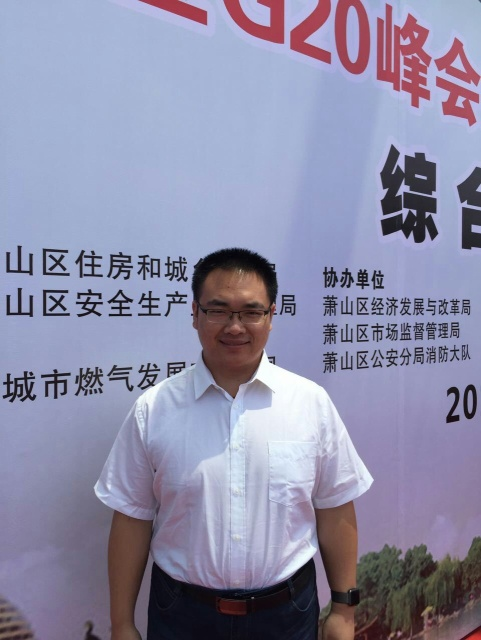 G20峰会
综合
山区住房和城
山区安全生产 局
城市燃气发展
协办单位
萧山区经济发展与改革局
萧山区市场监督管理局
萧山区公安分局消防大队
20